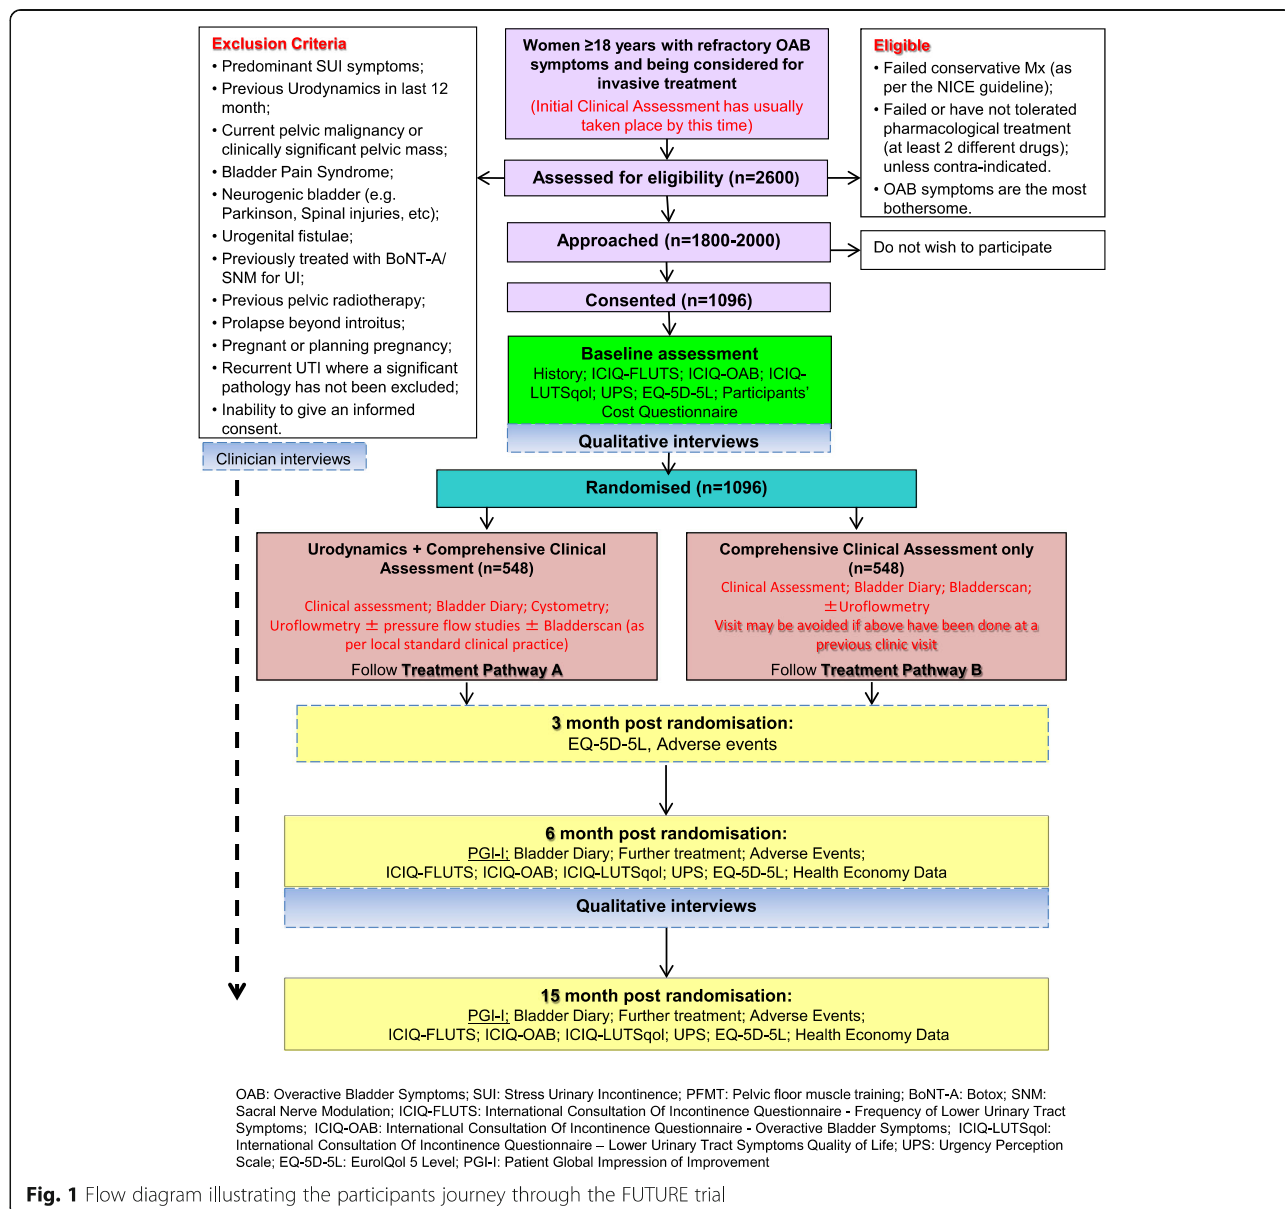 Exclusion Criteria
• Predominant SUI symptoms;
• Previous Urodynamics in last 12
month;
• Current pelvic malignancy or
clinically significant pelvic mass;
• Bladder Pain Syndrome;
• Neurogenic bladder (e.g.
Parkinson, Spinal injuries, etc);
• Urogenital fistulae;
• Previously treated with BoNT-A/
SNM for UI;
• Previous pelvic radiotherapy;
• Prolapse beyond introitus;
• Pregnant or planning pregnancy;
• Recurrent UTI where a significant
pathology has not been excluded;
• Inability to give an informed
consent.
Women ≥18 years with refractory OAB
symptoms and being considered for
invasive treatment
(Initial Clinical Assessment has usually
taken place by this time)
Eligible
• Failed conservative Mx (as
per the NICE guideline);
• Failed or have not tolerated
pharmacological treatment
(at least 2 different drugs);
unless contra-indicated.
• OAB symptoms are the most
bothersome.
Assessed for eligibility (n=2600)
Approached (n=1800-2000)
Do not wish to participate
Consented (n=1096)
Baseline assessment
History; ICIQ-FLUTS; ICIQ-OAB; ICIQ-
LUTSqol; UPS; EQ-5D-5L; Participants'
Cost Questionnaire
Qualitative interviews
Clinician interviews
Randomised (n=1096)
Urodynamics + Comprehensive Clinical
Assessment (n=548)
Clinical assessment; Bladder Diary; Cystometry;
Uroflowmetry ± pressure flow studies ± Bladderscan (as
per local standard clinical practice)
Follow Treatment Pathway A
Comprehensive Clinical Assessment only
(n=548)
Clinical Assessment; Bladder Diary; Bladderscan;
±Uroflowmetry
Visit may be avoided if above have been done at a
previous clinic visit
Follow Treatment Pathway B
3 month post randomisation:
EQ-5D-5L, Adverse events
6 month post randomisation:
PGI-I; Bladder Diary; Further treatment; Adverse Events;
ICIQ-FLUTS; ICIQ-OAB; ICIQ-LUTSqol; UPS; EQ-5D-5L; Health Economy Data
Qualitative interviews
15 month post randomisation:
PGI-I; Bladder Diary; Further treatment; Adverse Events;
ICIQ-FLUTS; ICIQ-OAB; ICIQ-LUTSqol; UPS; EQ-5D-5L; Health Economy Data
OAB: Overactive Bladder Symptoms; SUI: Stress Urinary Incontinence; PFMT: Pelvic floor muscle training; BoNT-A: Botox; SNM:
Sacral Nerve Modulation; ICIQ-FLUTS: International Consultation Of Incontinence Questionnaire - Frequency of Lower Urinary Tract
Symptoms; ICIQ-OAB: International Consultation Of Incontinence Questionnaire - Overactive Bladder Symptoms; ICIQ-LUTSqol:
International Consultation Of Incontinence Questionnaire – Lower Urinary Tract Symptoms Quality of Life; UPS: Urgency Perception
Scale; EQ-5D-5L: EurolQol 5 Level; PGI-I: Patient Global Impression of Improvement
Fig. 1 Flow diagram illustrating the participants journey through the FUTURE trial